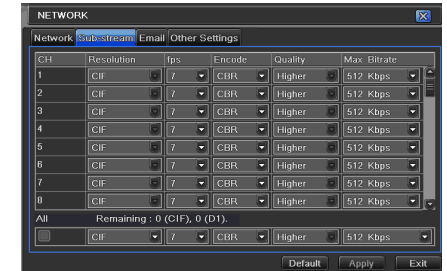 NETWORK
Network Sub-stream Email Other Settings
CH Resolution fps Encode Quality Max Bitrate
1 CIF 7 CBR Higher 512 Kbps
2 CIF 7 CBR Higher 512 Kbps
3 CIF 7 CBR Higher 512 Kbps
4 CIF 7 CBR Higher 512 Kbps
5 CIF 7 CBR Higher 512 Kbps
6 CIF 7 CBR Higher 512 Kbps
7 CIF 7 CBR Higher 512 Kbps
8 CIF 7 CBR Higher 512 Kbps
All Remaining : 0 (CIF), 0 (D1).
CIF 7 CBR Higher 512 Kbps
Default Apply Exit